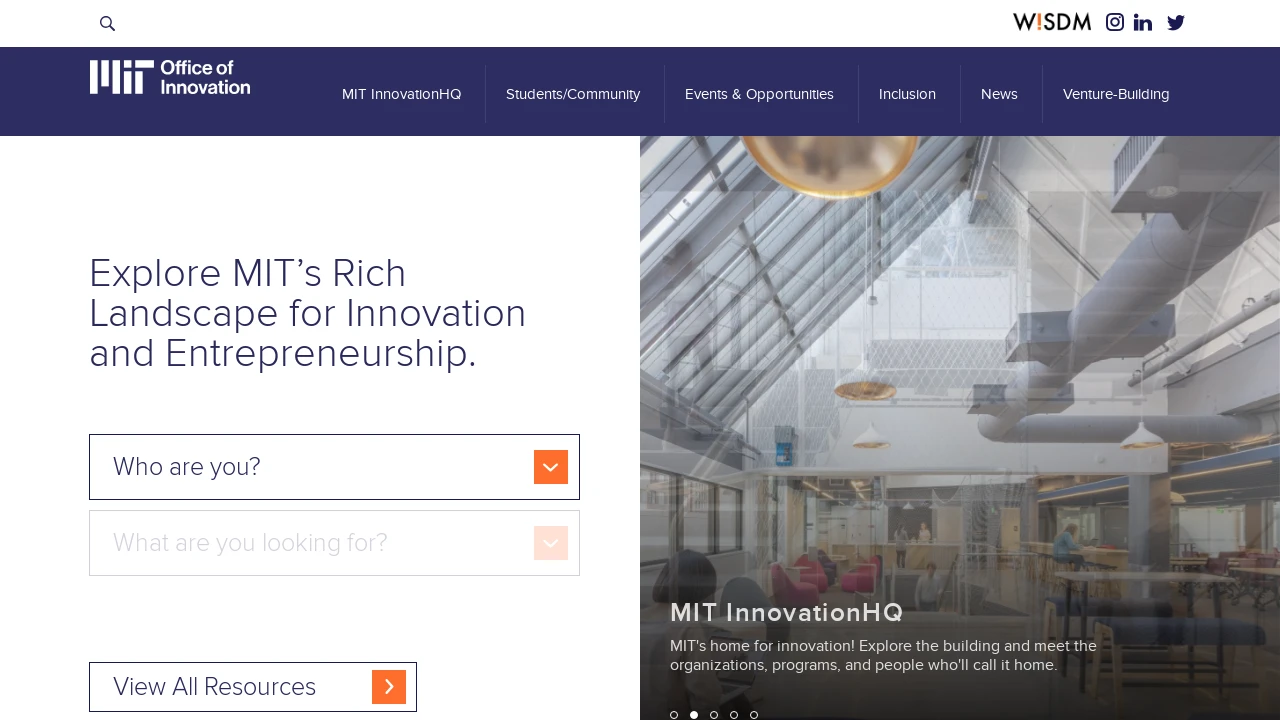 W!SDM
MIT Office of
Innovation
MIT InnovationHQ
Students/Community
Events & Opportunities
Inclusion
News
Venture-Building
Explore MIT’s Rich
Landscape for Innovation
and Entrepreneurship.
Who are you?
What are you looking for?
View All Resources
MIT InnovationHQ
MIT's home for innovation! Explore the building and meet the
organizations, programs, and people who'll call it home.